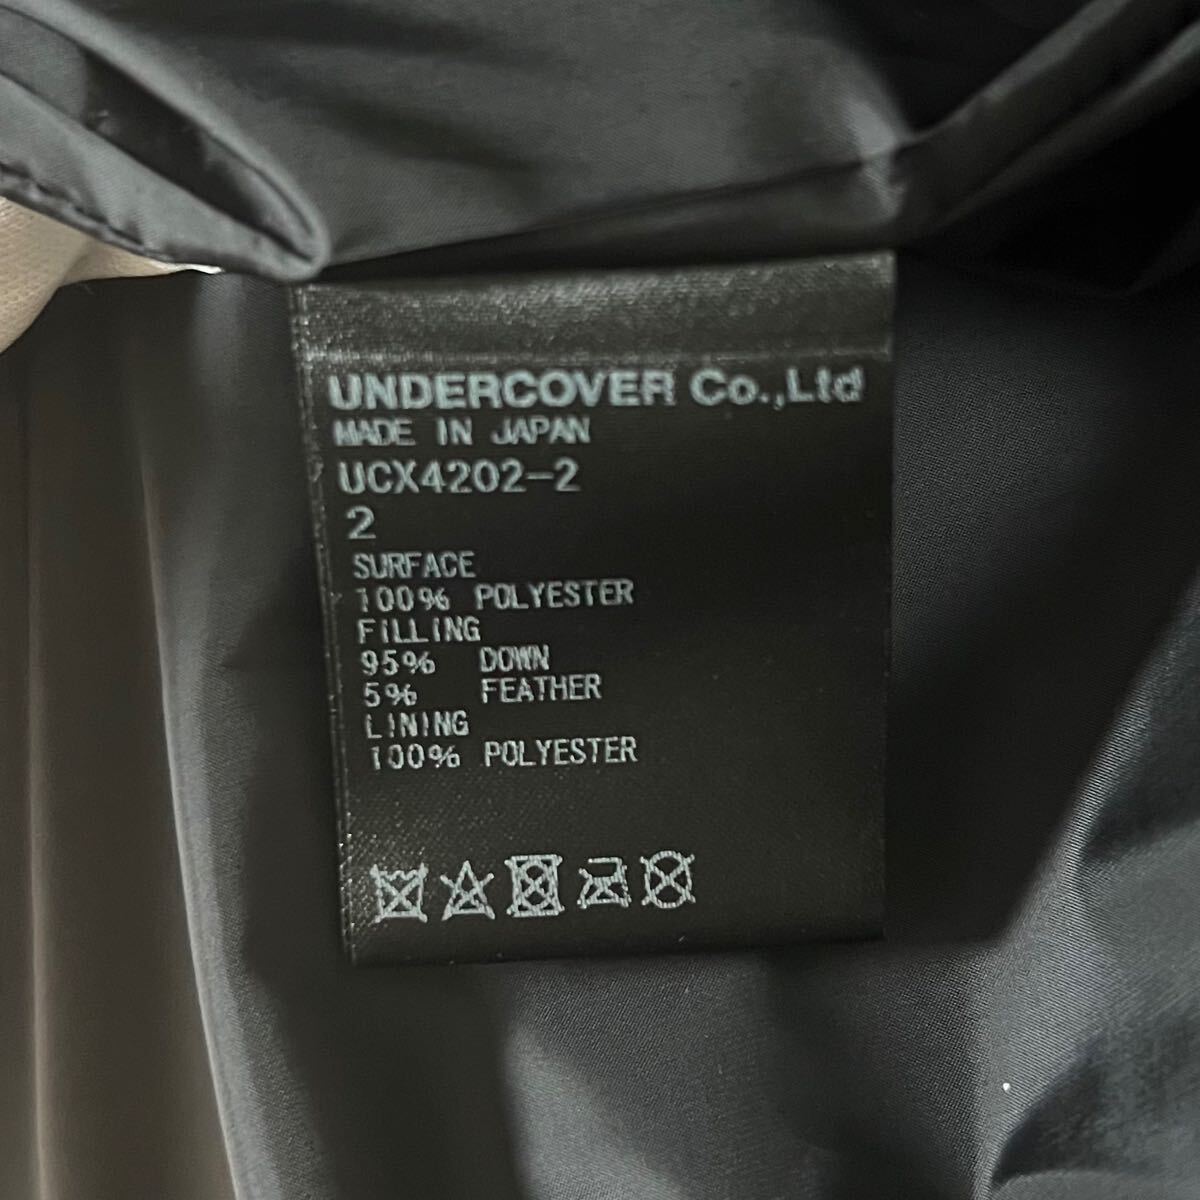 UNDERCOVER Co.,Ltd
MADE IN JAPAN
UCX4202-2
2
SURFACE
100% POLYESTER
FILLING
95% DOWN
5% FEATHER
LINING
100% POLYESTER